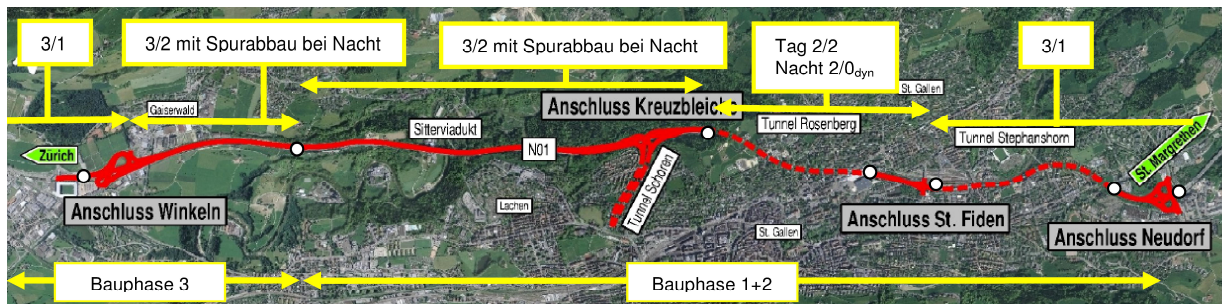 3/1
3/2 mit Spurabbau bei Nacht
3/2 mit Spurabbau bei Nacht
Tag 2/2
Nacht 2/0dyn
3/1
Gaiserwald
Sitterviadukt
Anschluss Kreuzbleiche
St. Gallen
Tunnel Rosenberg
Tunnel Stephanshorn
Zürich
N01
St. Margrethen
Tunnel Schoren
Anschluss Winkeln
Lachen
St. Gallen
Anschluss St. Fiden
Anschluss Neudorf
Bauphase 3
Bauphase 1+2